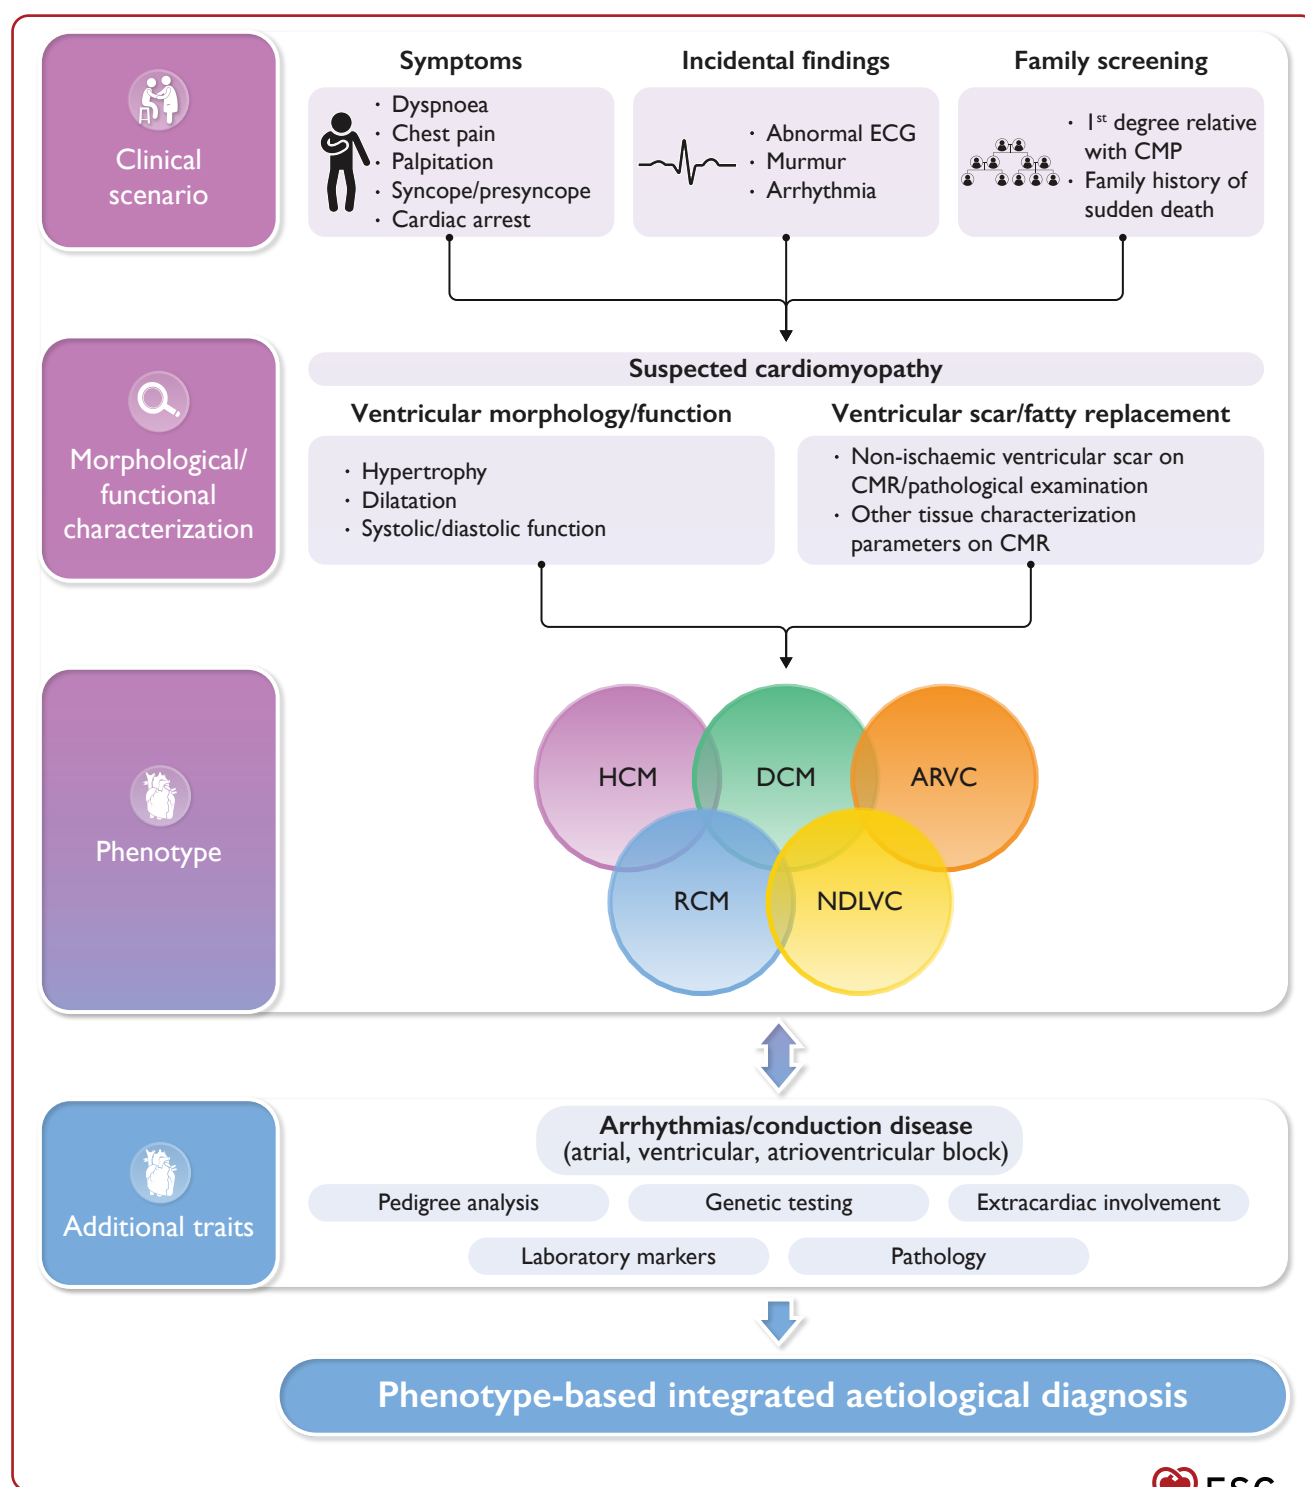 Clinical
scenario
Symptoms
· Dyspnoea
· Chest pain
· Palpitation
· Syncope/presyncope
· Cardiac arrest
Incidental findings
· Abnormal ECG
· Murmur
· Arrhythmia
Family screening
· 1st degree relative
with CMP
· Family history of
sudden death
Morphological/
functional
characterization
Suspected cardiomyopathy
Ventricular morphology/function
· Hypertrophy
· Dilatation
· Systolic/diastolic function
Ventricular scar/fatty replacement
· Non-ischaemic ventricular scar on
CMR/pathological examination
· Other tissue characterization
parameters on CMR
Phenotype
HCM
DCM
ARVC
RCM
NDLVC
Additional traits
Arrhythmias/conduction disease
(atrial, ventricular, atrioventricular block)
Pedigree analysis
Genetic testing
Extracardiac involvement
Laboratory markers
Pathology
Phenotype-based integrated aetiological diagnosis
ESC